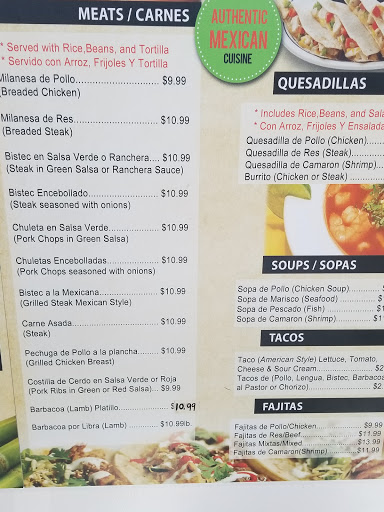 MEATS / CARNES
* Served with Rice,Beans, and Tortilla
* Servido con Arroz, Frijoles Y Tortilla
Milanesa de Pollo..................... $9.99
(Breaded Chicken)
Milanesa de Res..................... $10.99
(Breaded Steak)
Bistec en Salsa Verde o Ranchera.... $10.99
(Steak in Green Salsa or Ranchera Sauce)
Bistec Encebollado..................... $10.99
(Steak seasoned with onions)
Chuleta en Salsa Verde................ $10.99
(Pork Chops in Green Salsa)
Chuletas Encebolladas................ $10.99
(Pork Chops seasoned with onions)
Bistec a la Mexicana................... $10.99
(Grilled Steak Mexican Style)
Carne Asada............................. $10.99
(Steak)
Pechuga de Pollo a la plancha......... $10.99
(Grilled Chicken Breast)
Costilla de Cerdo en Salsa Verde or Roja
(Pork Ribs in Green or Red Salsa)... $9.99
Barbacoa (Lamb) Platillo............... $10.99
Barbacoa por Libra (Lamb) ............ $10.99lb.
AUTHENTIC
MEXICAN
CUISINE
QUESADILLAS
* Includes Rice,Beans, and
* Con Arroz, Frijoles Y
Quesadilla de Pollo (Chicken)
Quesadilla de Res (Steak)
Quesadilla de Camaron (Shrimp)
Burrito (Chicken or Steak)
SOUPS / SOPAS
Sopa de Pollo (Chicken Soup)
Sopa de Marisco (Seafood)
Sopa de Pescado (Fish)
Sopa de Camaron (Shrimp)
TACOS
Taco (American Style) Lettuce, Tomato,
Cheese & Sour Cream
Tacos de (Pollo, Lengua, Bistec,
al Pastor or Chorizo)
FAJITAS
Fajitas de Pollo/Chicken................ $9.99
Fajitas de Res/Beef..................... $11.99
Fajitas Mixtas/Mixed.................... $13.99
Fajitas de Camaron(Shrimp)............ $11.99